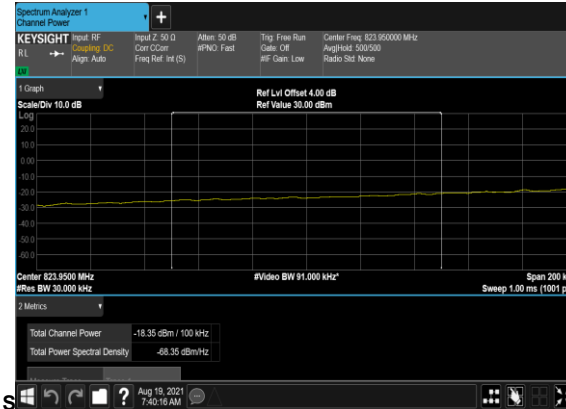 Spectrum Analyzer 1
Channel Power
+
KEYSIGHT Input: RF Input Z: 50 Ω Atten: 50 dB Trig: Free Run Center Freq: 823.950000 MHz
RL Coupling: DC Corr CCorr #PNO: Fast Gate: Off Avg|Hold: 500/500
Align: Auto Freq Ref: Int (S) #IF Gain: Low Radio Std: None
1 Graph
Ref Lvl Offset 4.00 dB
Scale/Div 10.0 dB Ref Value 30.00 dBm
Log
20.0
10.0
0.00
-10.0
-20.0
-30.0
-40.0
-50.0
-60.0
Center 823.9500 MHz #Video BW 91.000 kHz* Span 200 k
#Res BW 30.000 kHz Sweep 1.00 ms (1001 p
2 Metrics
Total Channel Power -18.35 dBm / 100 kHz
Total Power Spectral Density -68.35 dBm/Hz
S
? Aug 19, 2021
7:40:16 AM